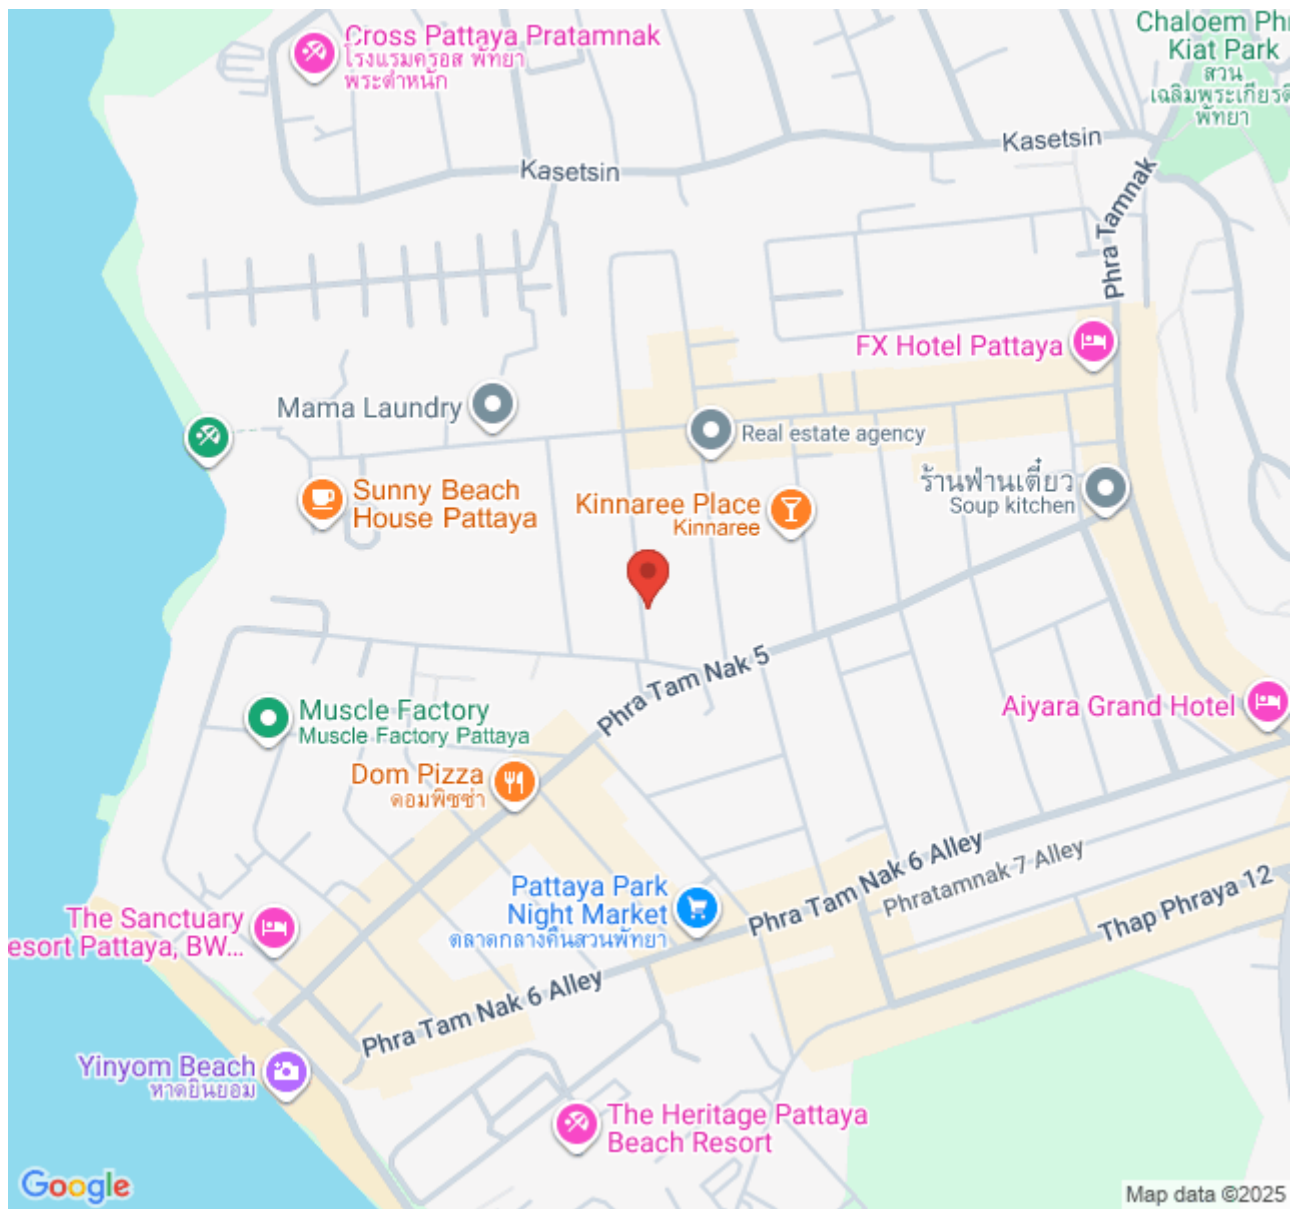 Cross Pattaya Pratamnak
โรงแรมครอส พัทยา
พระตำหนัก
Chaloem Phr
Kiat Park
สวน
เฉลิมพระเกียรติ
พัทยา
Kasetsin
Kasetsin
Phra Tamnak
FX Hotel Pattaya
Mama Laundry
Real estate agency
Sunny Beach
House Pattaya
Kinnaree Place
Kinnaree
ร้านฟ่านเตี๋ยว
Soup kitchen
Phra Tam Nak 5
Muscle Factory
Muscle Factory Pattaya
Aiyara Grand Hotel
Dom Pizza
ดอมพิซซ่า
Pattaya Park
Night Market
ตลาดกลางคืนสวนพัทยา
Phra Tam Nak 6 Alley
Phratamnak 7 Alley
Thap Phraya 12
The Sanctuary
esort Pattaya, BW...
Phra Tam Nak 6 Alley
Yinyom Beach
หาดยินยอม
The Heritage Pattaya
Beach Resort
Google
Map data ©2025